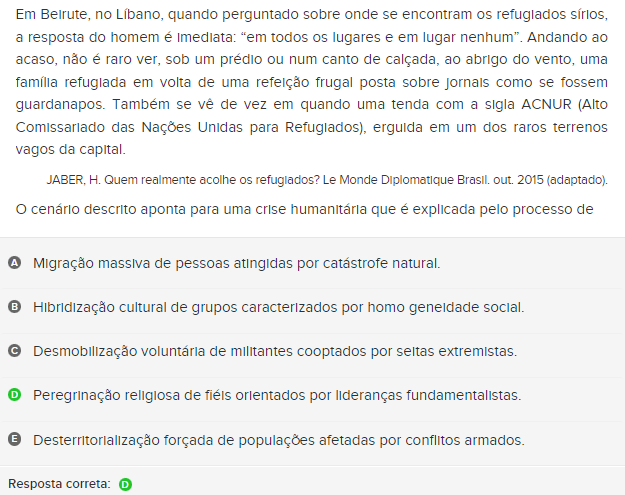 Em Beirute, no Líbano, quando perguntado sobre onde se encontram os refugiados sírios,
a resposta do homem é imediata: “em todos os lugares e em lugar nenhum”. Andando ao
acaso, não é raro ver, sob um prédio ou num canto de calçada, ao abrigo do vento, uma
família refugiada em volta de uma refeição frugal posta sobre jornais como se fossem
guardanapos. Também se vê de vez em quando uma tenda com a sigla ACNUR (Alto
Comissariado das Nações Unidas para Refugiados), erguida em um dos raros terrenos
vagos da capital.
JABER, H. Quem realmente acolhe os refugiados? Le Monde Diplomatique Brasil. out. 2015 (adaptado).
O cenário descrito aponta para uma crise humanitária que é explicada pelo processo de
A Migração massiva de pessoas atingidas por catástrofe natural.
B Hibridização cultural de grupos caracterizados por homo geneidade social.
C Desmobilização voluntária de militantes cooptados por seitas extremistas.
D Peregrinação religiosa de fiéis orientados por lideranças fundamentalistas.
E Desterritorialização forçada de populações afetadas por conflitos armados.
Resposta correta: D